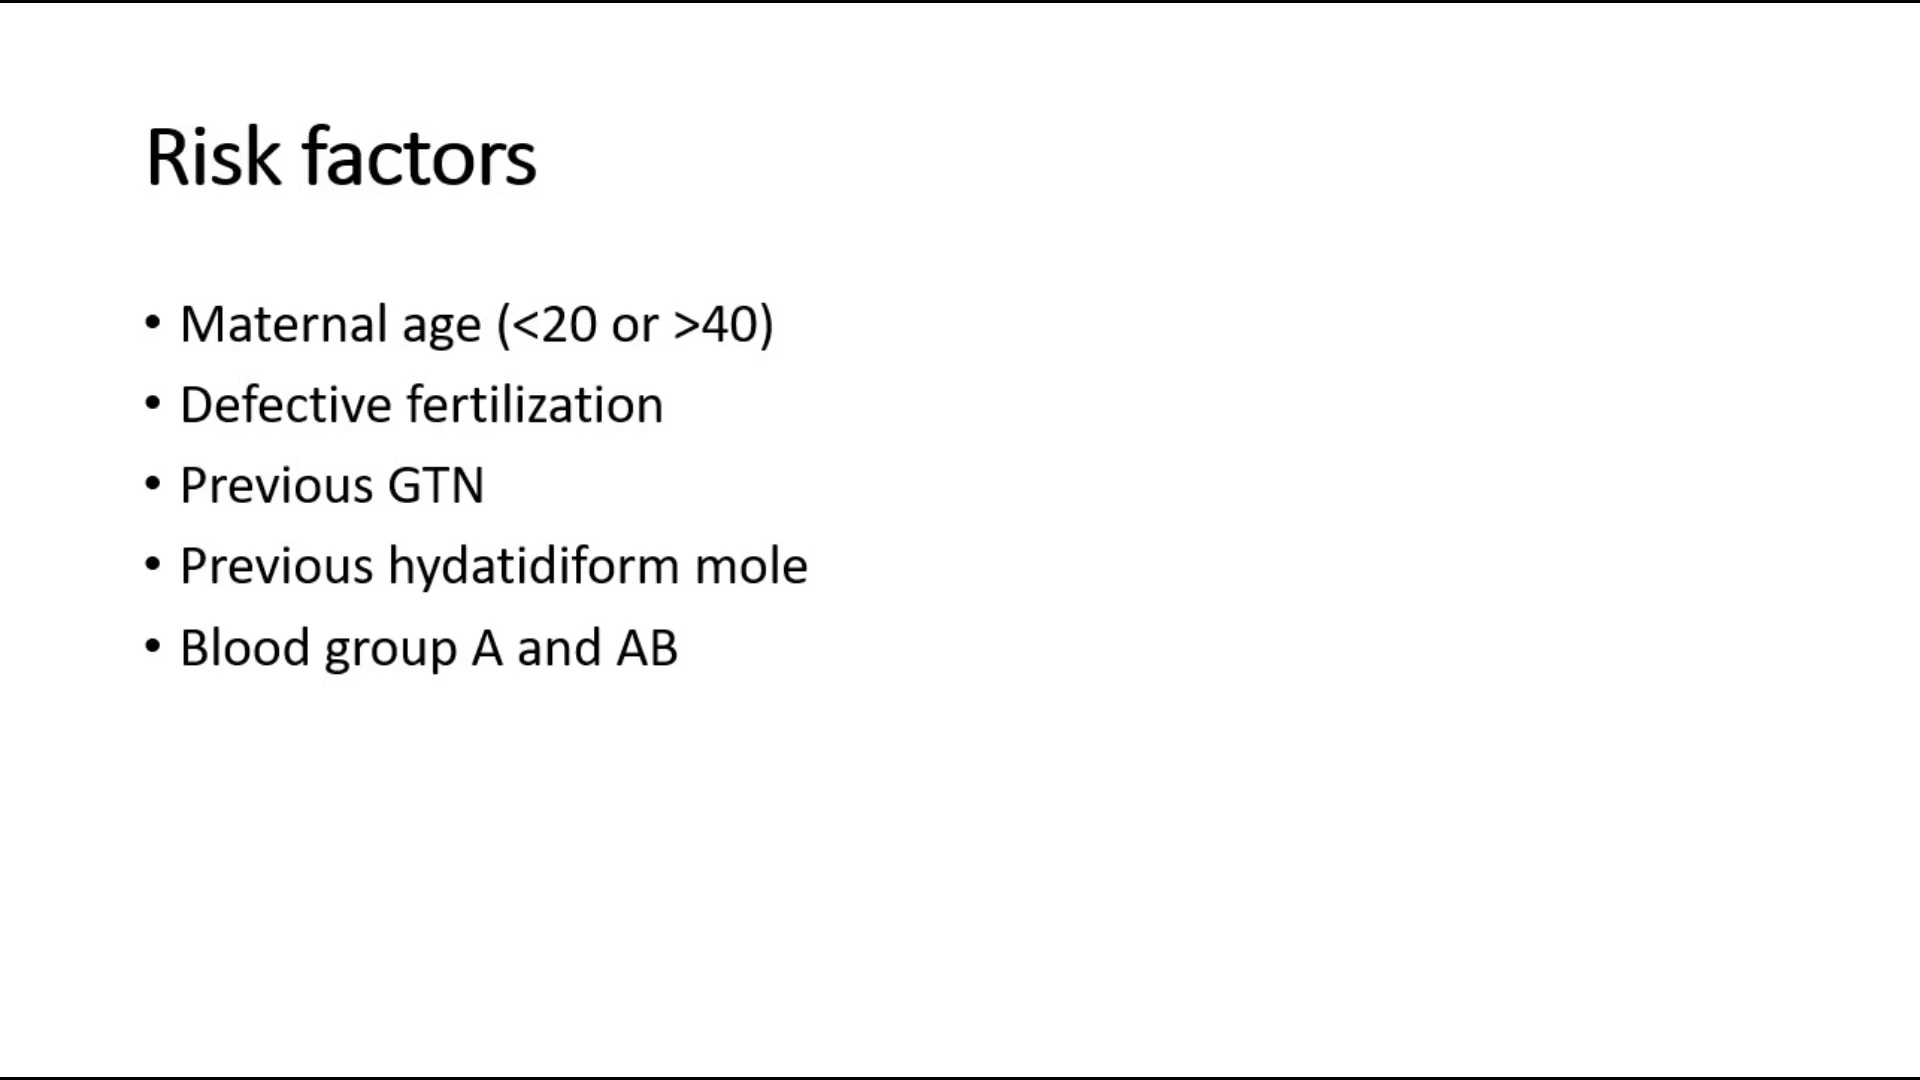 Risk factors
• Maternal age (<20 or >40)
• Defective fertilization
• Previous GTN
• Previous hydatidiform mole
• Blood group A and AB